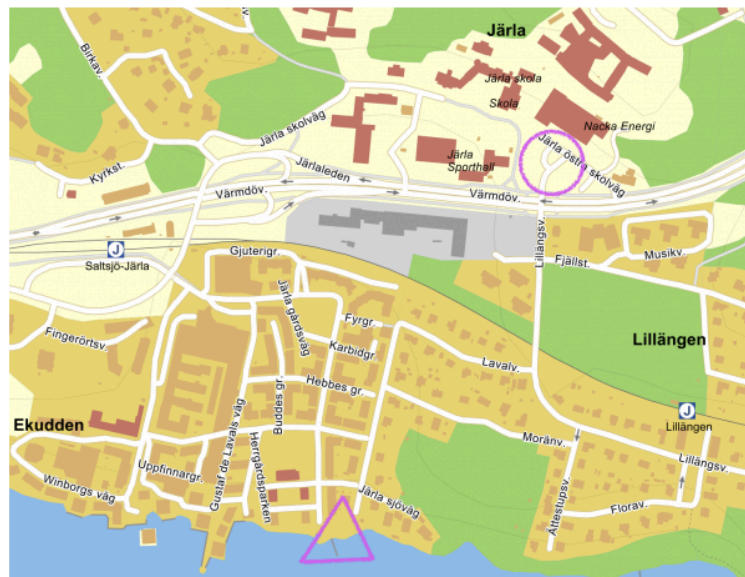 Järla
Birkav.
Järla skola
Skola
Nacka Energi
Järla skolväg
Järla östra skolväg
Järla
Sporthall
Kyrkst.
Järlaleden
Värmdöv.
Värmdöv.
Lillängsv.
J
Saltsjö-Järla
Gjuterigr.
Fjällst.
Musikv.
Järla gårdsväg
Fyrgr.
Fingerörtsv.
Karbidgr.
Lavalv.
Lillängen
Hebbes gr.
Buddes gr.
J
Lillängen
Ekudden
Gustaf de Lavals väg
Moränv.
Herrgårdsparken
Uppfinnargr.
Lillängsv.
Winborgs väg
Järla sjöväg
Ättestupsv.
Florav.